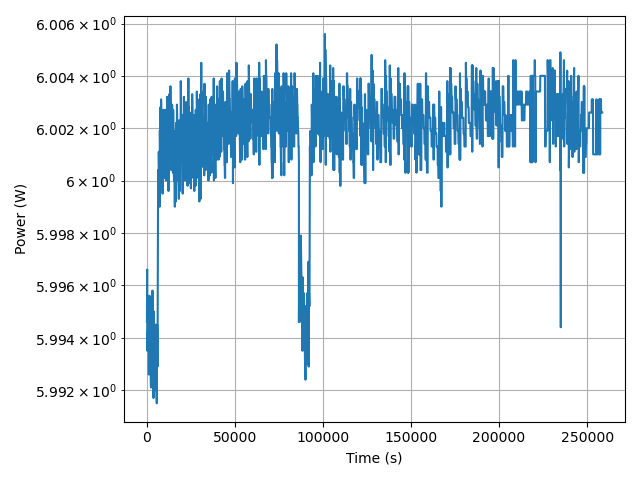 6.006 × 10⁰
6.004 × 10⁰
6.002 × 10⁰
6 × 10⁰
5.998 × 10⁰
5.996 × 10⁰
5.994 × 10⁰
5.992 × 10⁰
Power (W)
0 50000 100000 150000 200000 250000
Time (s)